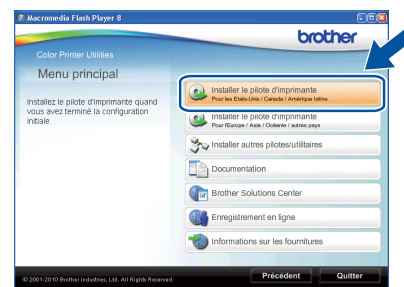 Macromedia Flash Player 8
brother
Color Printer Utilities
Menu principal
Installez le pilote d'imprimante quand
vous avez terminé la configuration
initiale.
Installer le pilote d'imprimante
Pour les Etats-Unis / Canada / Amérique latine
Installer le pilote d'imprimante
Pour l'Europe / Asie / Océanie / autres pays
Installer autres pilotes/utilitaires
Documentation
Brother Solutions Center
Enregistrement en ligne
Informations sur les fournitures
© 2001-2010 Brother Industries, Ltd. All Rights Reserved.
Précédent
Quitter